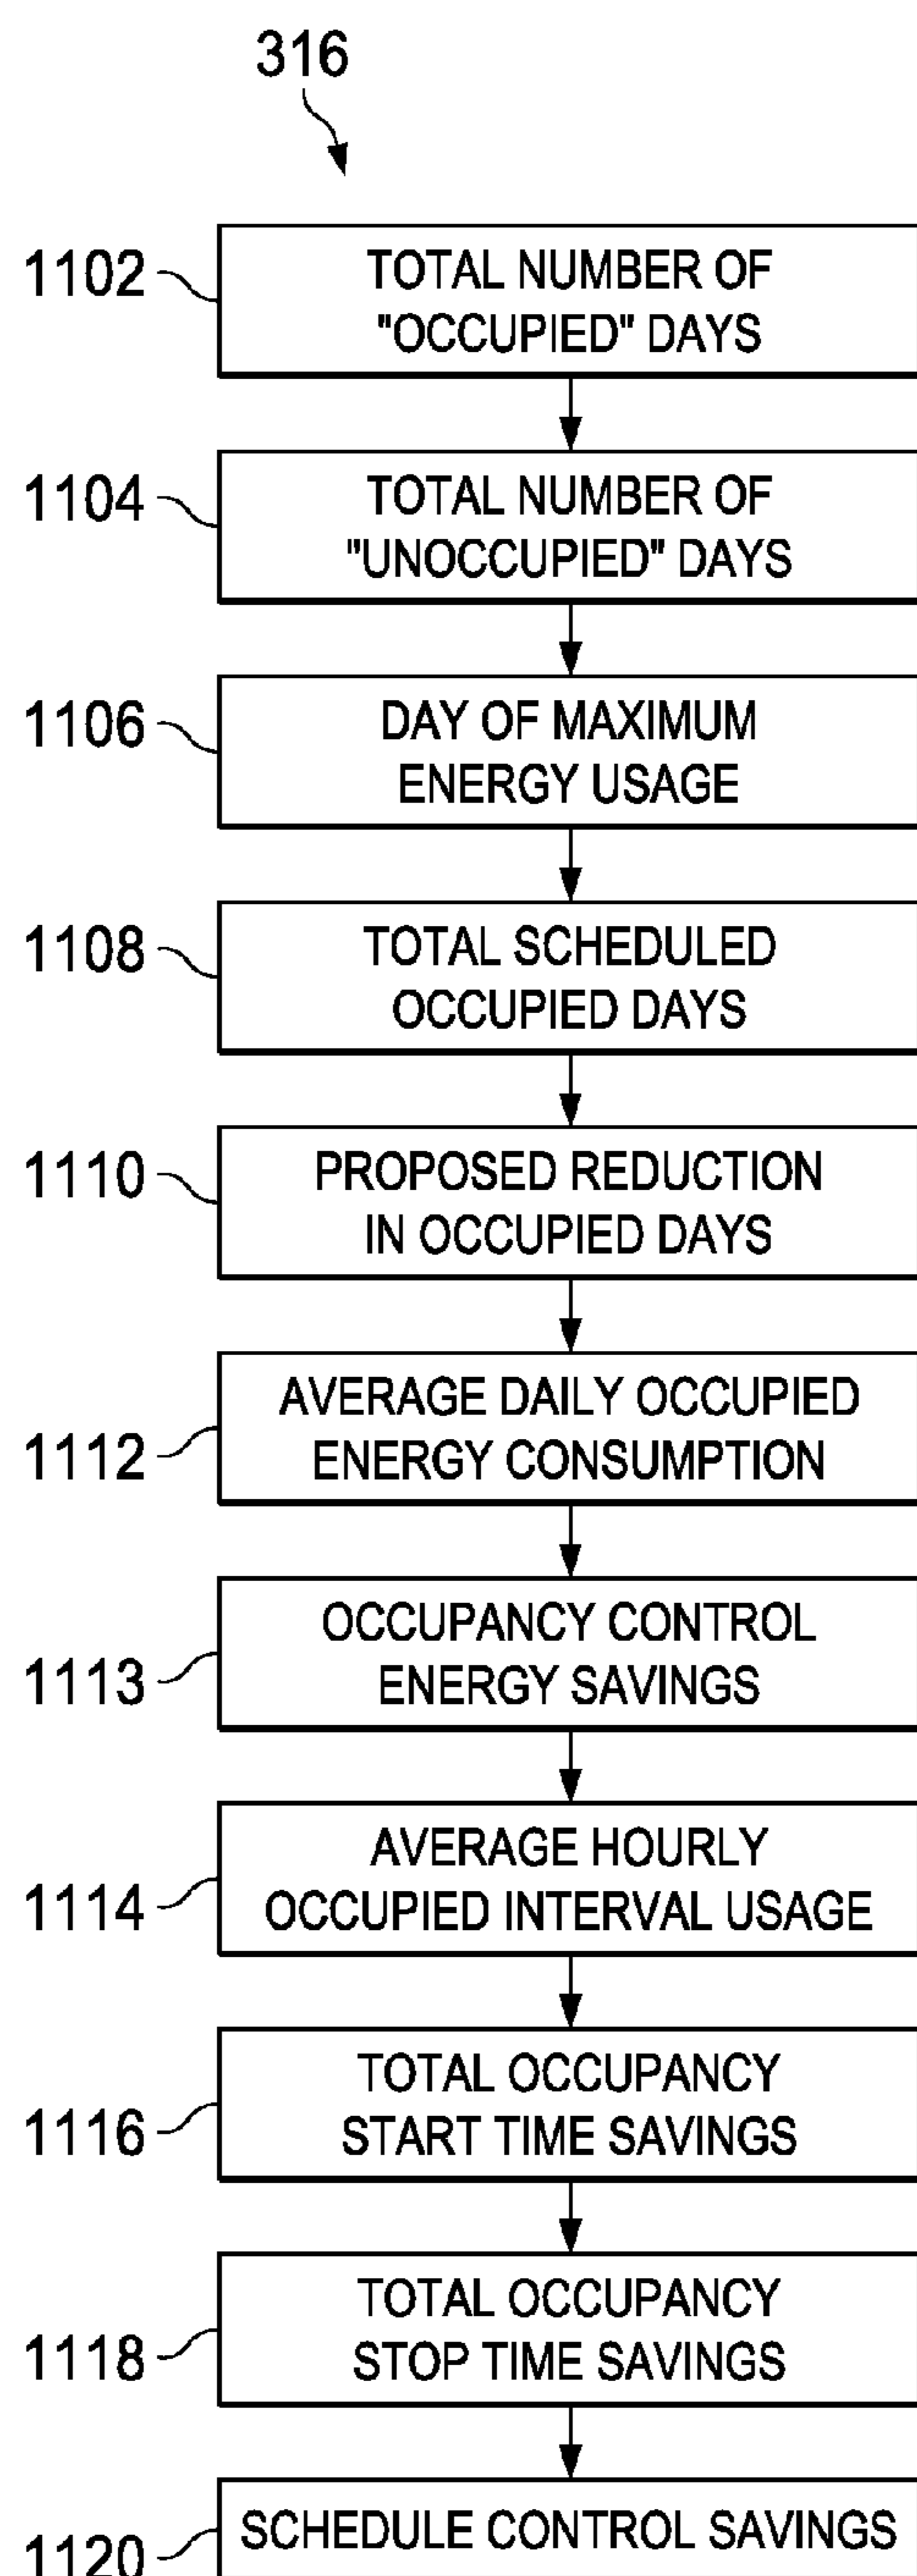 316
1102
TOTAL NUMBER OF
"OCCUPIED" DAYS
1104
TOTAL NUMBER OF
"UNOCCUPIED" DAYS
1106
DAY OF MAXIMUM
ENERGY USAGE
1108
TOTAL SCHEDULED
OCCUPIED DAYS
1110
PROPOSED REDUCTION
IN OCCUPIED DAYS
1112
AVERAGE DAILY OCCUPIED
ENERGY CONSUMPTION
1113
OCCUPANCY CONTROL
ENERGY SAVINGS
1114
AVERAGE HOURLY
OCCUPIED INTERVAL USAGE
1116
TOTAL OCCUPANCY
START TIME SAVINGS
1118
TOTAL OCCUPANCY
STOP TIME SAVINGS
1120
SCHEDULE CONTROL SAVINGS